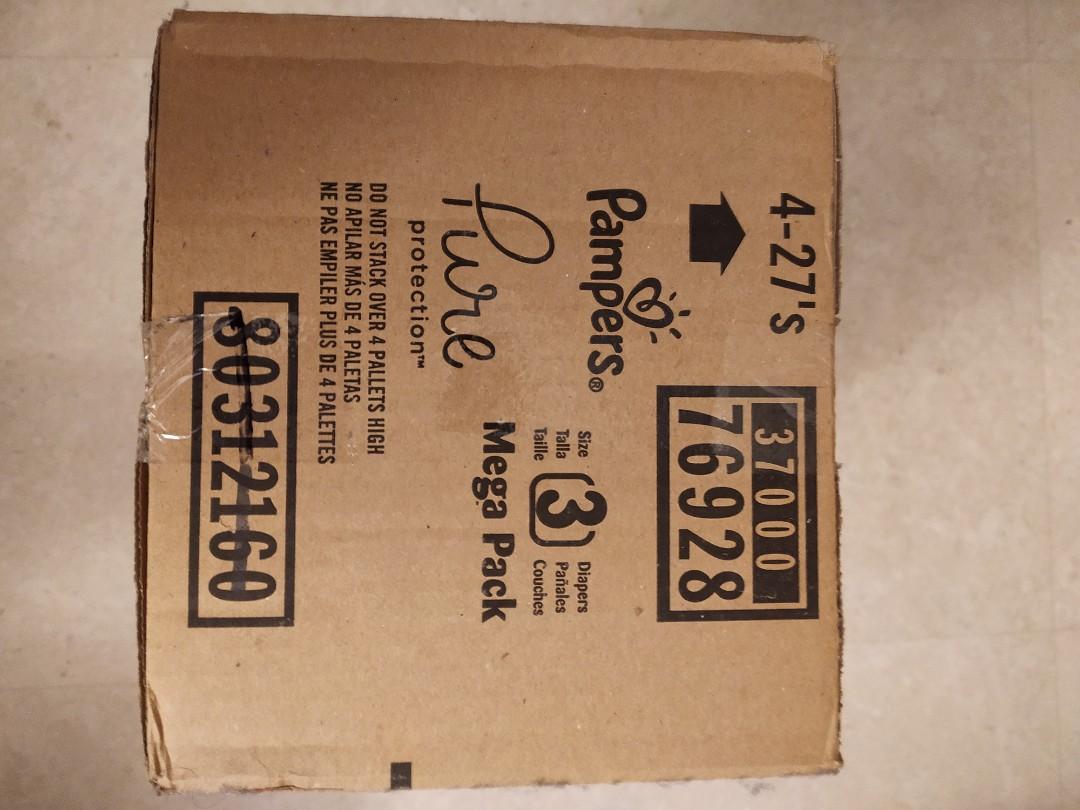 4-27's
37000
76928
Pampers®
Pure
protection™
Size
Talla
Taille
3
Diapers
Pañales
Couches
Mega Pack
DO NOT STACK OVER 4 PALLETS HIGH
NO APILAR MÁS DE 4 PALETAS
NE PAS EMPILER PLUS DE 4 PALETTES
80312160